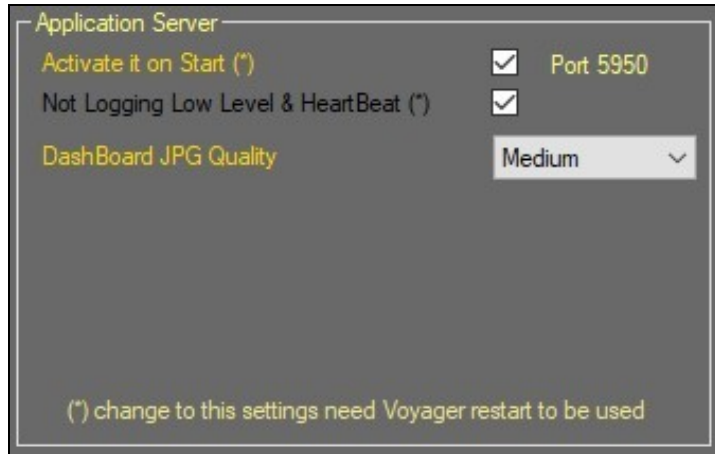 Application Server
Activate it on Start (*) Port 5950
Not Logging Low Level & HeartBeat (*)
DashBoard JPG Quality Medium
(*) change to this settings need Voyager restart to be used